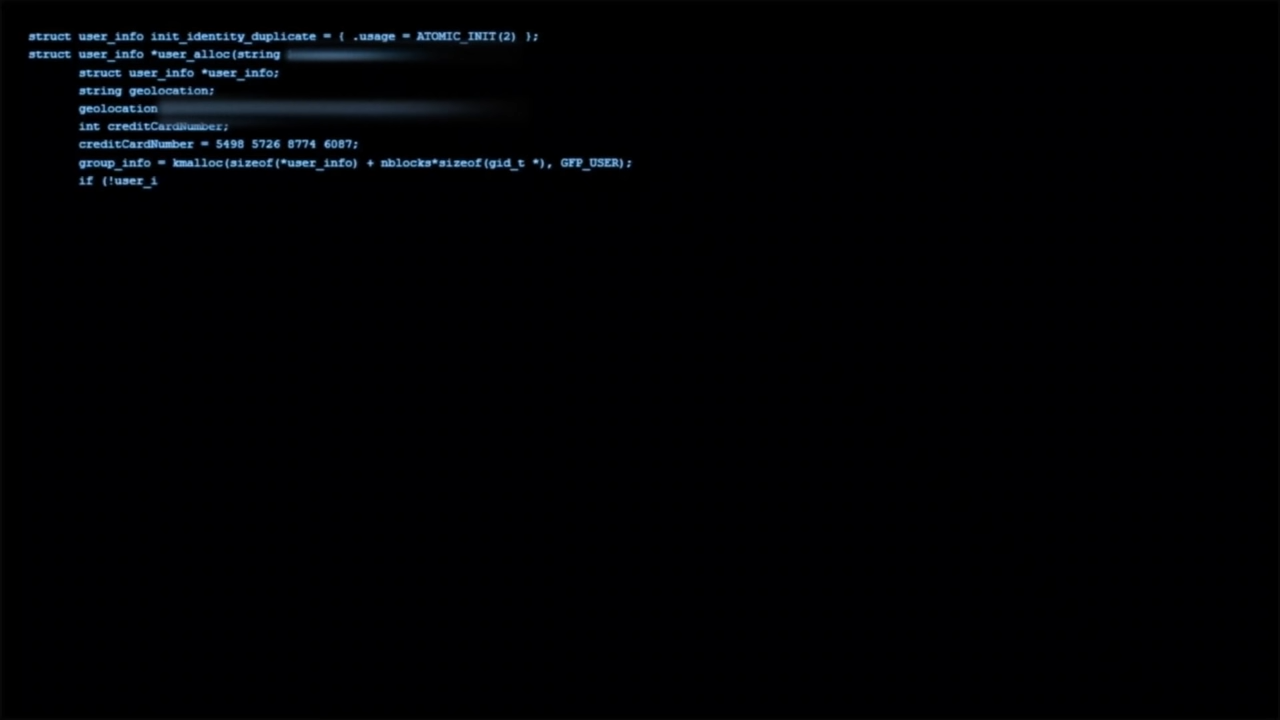 struct user_info init_identity_duplicate = { .usage = ATOMIC_INIT(2) };
struct user_info *user_alloc(string
struct user_info *user_info;
string geolocation;
geolocation
int creditCardNumber;
creditCardNumber = 5498 5726 8774 6087;
group_info = kmalloc(sizeof(*user_info) + nblocks*sizeof(gid_t *), GFP_USER);
if (!user_i